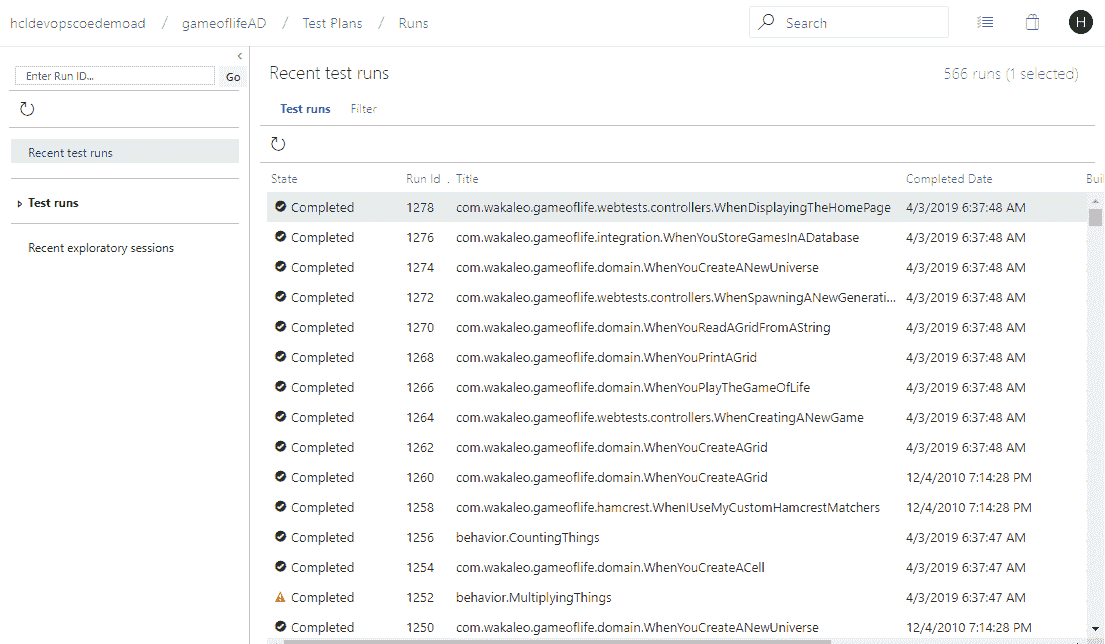 hcldevopscoedemoad / gameoflifeAD / Test Plans / Runs
Search
H
Enter Run ID...
Go
Recent test runs
Test runs
Recent exploratory sessions
Recent test runs
566 runs (1 selected)
Test runs Filter
State Run Id Title Completed Date Bui
Completed 1278 com.wakaleo.gameoflife.webtests.controllers.WhenDisplayingTheHomePage 4/3/2019 6:37:48 AM
Completed 1276 com.wakaleo.gameoflife.integration.WhenYouStoreGamesInADatabase 4/3/2019 6:37:48 AM
Completed 1274 com.wakaleo.gameoflife.domain.WhenYouCreateANewUniverse 4/3/2019 6:37:48 AM
Completed 1272 com.wakaleo.gameoflife.webtests.controllers.WhenSpawningANewGenerati... 4/3/2019 6:37:48 AM
Completed 1270 com.wakaleo.gameoflife.domain.WhenYouReadAGridFromAString 4/3/2019 6:37:48 AM
Completed 1268 com.wakaleo.gameoflife.domain.WhenYouPrintAGrid 4/3/2019 6:37:48 AM
Completed 1266 com.wakaleo.gameoflife.domain.WhenYouPlayTheGameOfLife 4/3/2019 6:37:48 AM
Completed 1264 com.wakaleo.gameoflife.webtests.controllers.WhenCreatingANewGame 4/3/2019 6:37:48 AM
Completed 1262 com.wakaleo.gameoflife.domain.WhenYouCreateAGrid 4/3/2019 6:37:48 AM
Completed 1260 com.wakaleo.gameoflife.domain.WhenYouCreateAGrid 12/4/2010 7:14:28 PM
Completed 1258 com.wakaleo.gameoflife.hamcrest.WhenIUseMyCustomHamcrestMatchers 12/4/2010 7:14:28 PM
Completed 1256 behavior.CountingThings 4/3/2019 6:37:47 AM
Completed 1254 com.wakaleo.gameoflife.domain.WhenYouCreateACell 4/3/2019 6:37:47 AM
Completed 1252 behavior.MultiplyingThings 4/3/2019 6:37:47 AM
Completed 1250 com.wakaleo.gameoflife.domain.WhenYouCreateANewUniverse 12/4/2010 7:14:28 PM